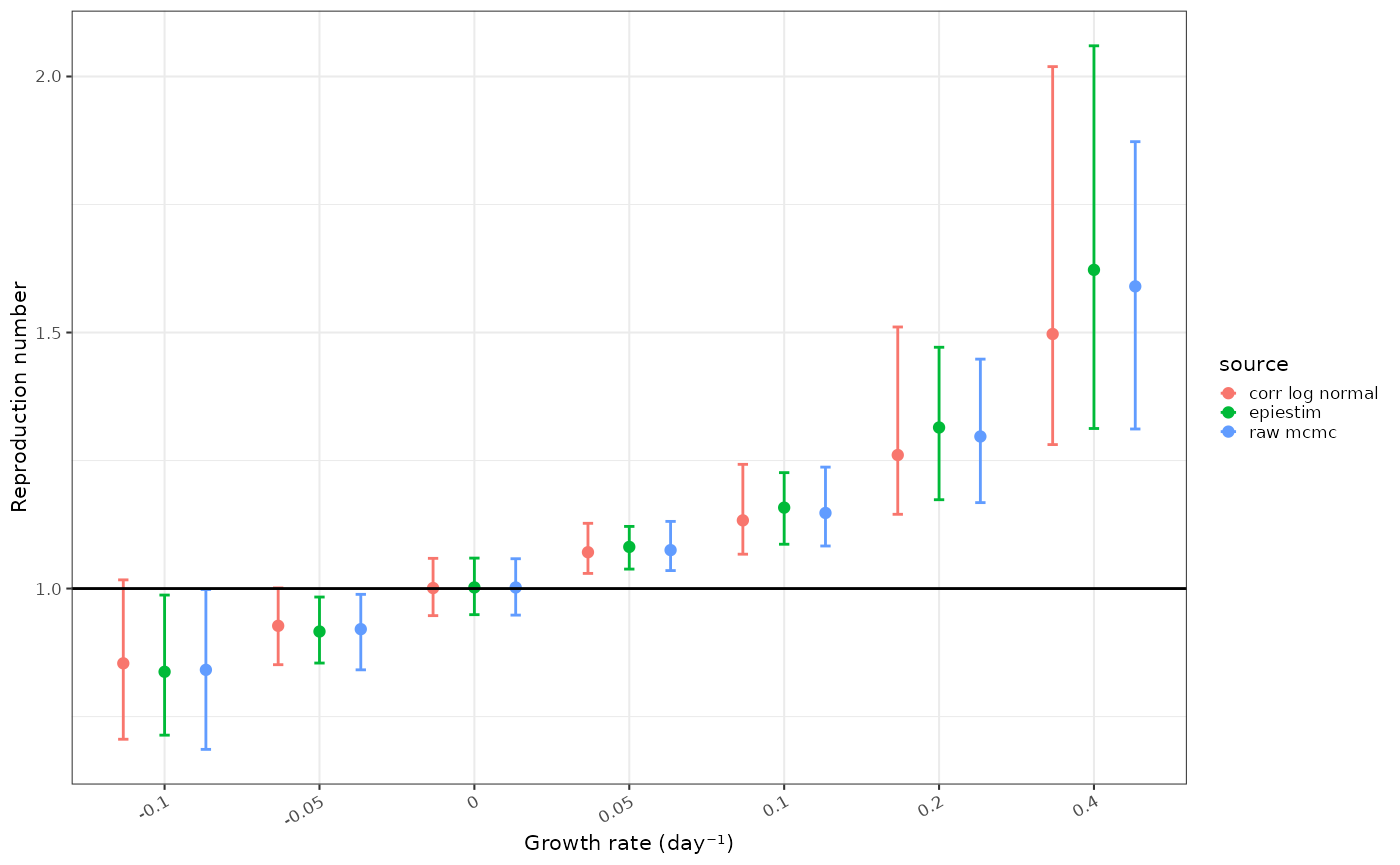 2.0
1.5
1.0
Reproduction number
-0.1
-0.05
0
0.05
0.1
0.2
0.4
Growth rate (day⁻¹)
source
corr log normal
epiestim
raw mcmc